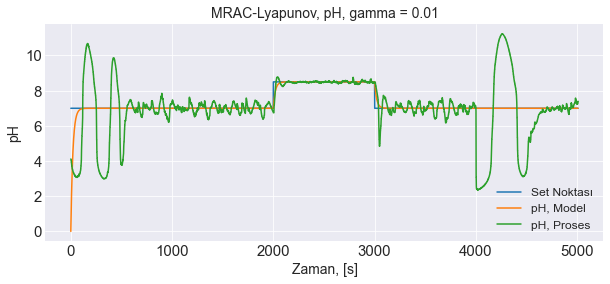 MRAC-Lyapunov, pH, gamma = 0.01
pH
10
8
6
4
2
0
0 1000 2000 3000 4000 5000
Zaman, [s]
Set Noktası
pH, Model
pH, Proses